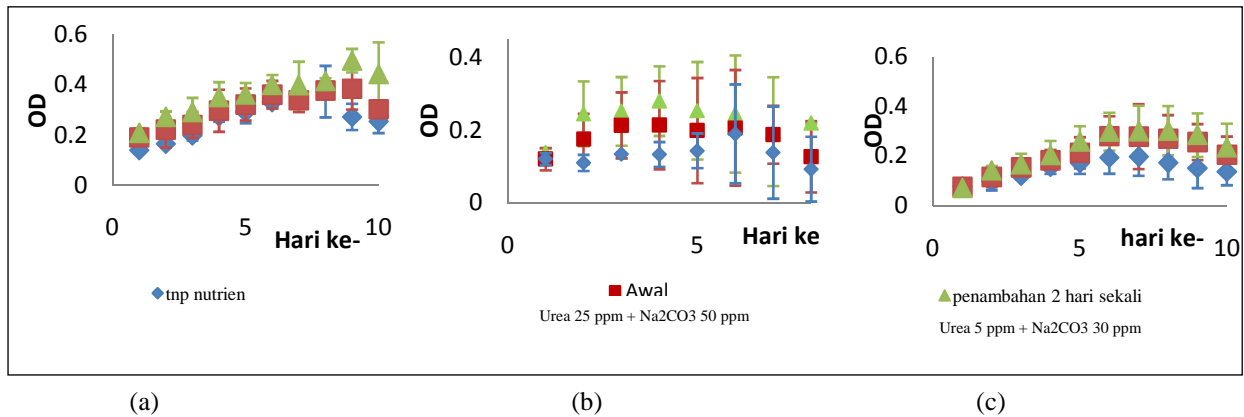 0.6
0.4
0.2
0
OD
0
5
10
Hari ke-
0.4
0.2
0
OD
0
5
Hari ke
0.6
0.4
0.2
0
OD
0
5
10
hari ke-
tnp nutrien
Awal
Urea 25 ppm + Na2CO3 50 ppm
penambahan 2 hari sekali
Urea 5 ppm + Na2CO3 30 ppm
(a)
(b)
(c)